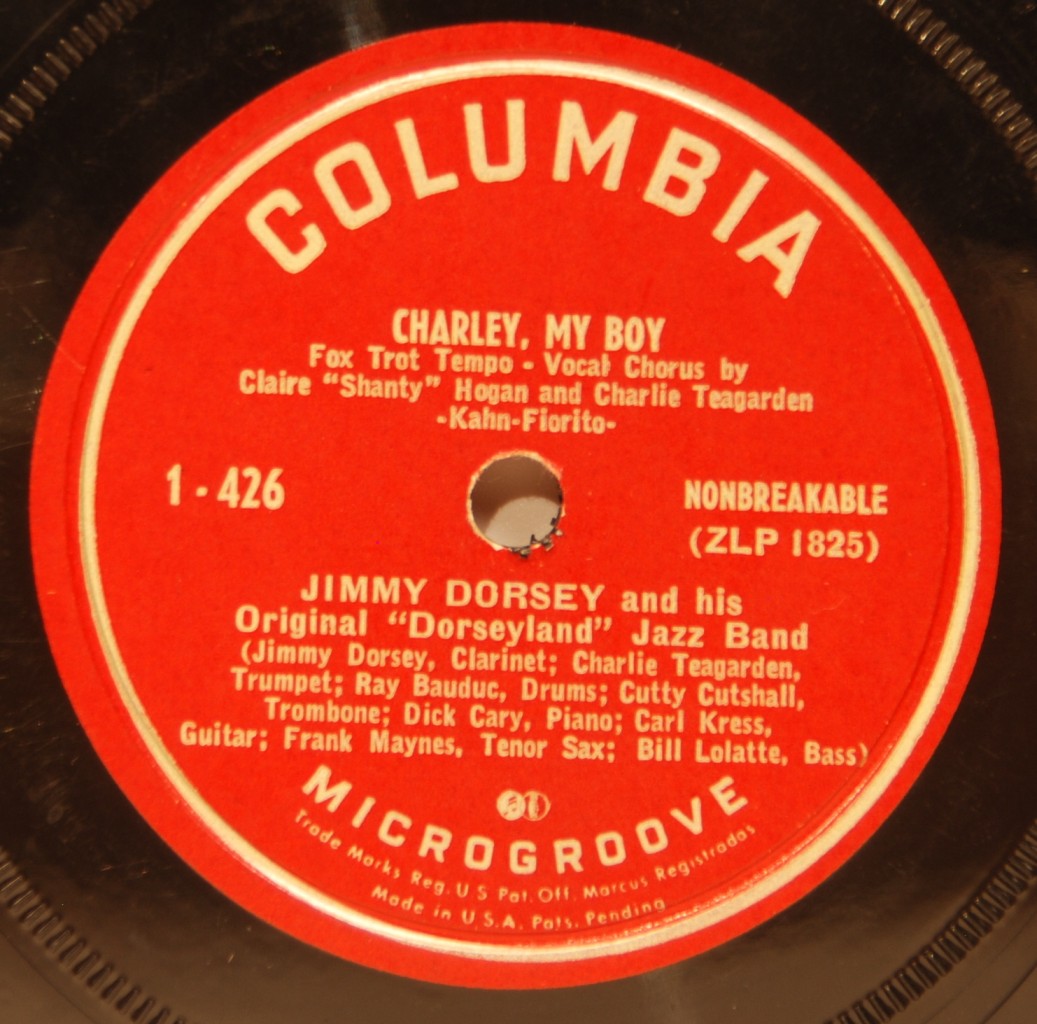 COLUMBIA
CHARLEY, MY BOY
Fox Trot Tempo - Vocal Chorus by
Claire "Shanty" Hogan and Charlie Teagarden
-Kahn-Fiorito-
1 - 426
NONBREAKABLE
(ZLP 1825)
JIMMY DORSEY and his
Original "Dorseyland" Jazz Band
(Jimmy Dorsey, Clarinet; Charlie Teagarden,
Trumpet; Ray Bauduc, Drums; Cutty Cutshall,
Trombone; Dick Cary, Piano; Carl Kress,
Guitar; Frank Maynes, Tenor Sax; Bill Lolatte, Bass)
MICROGROOVE
Trade Marks Reg. U S Pat. Off. Marcas Registradas
Made in U.S.A. Pats. Pending